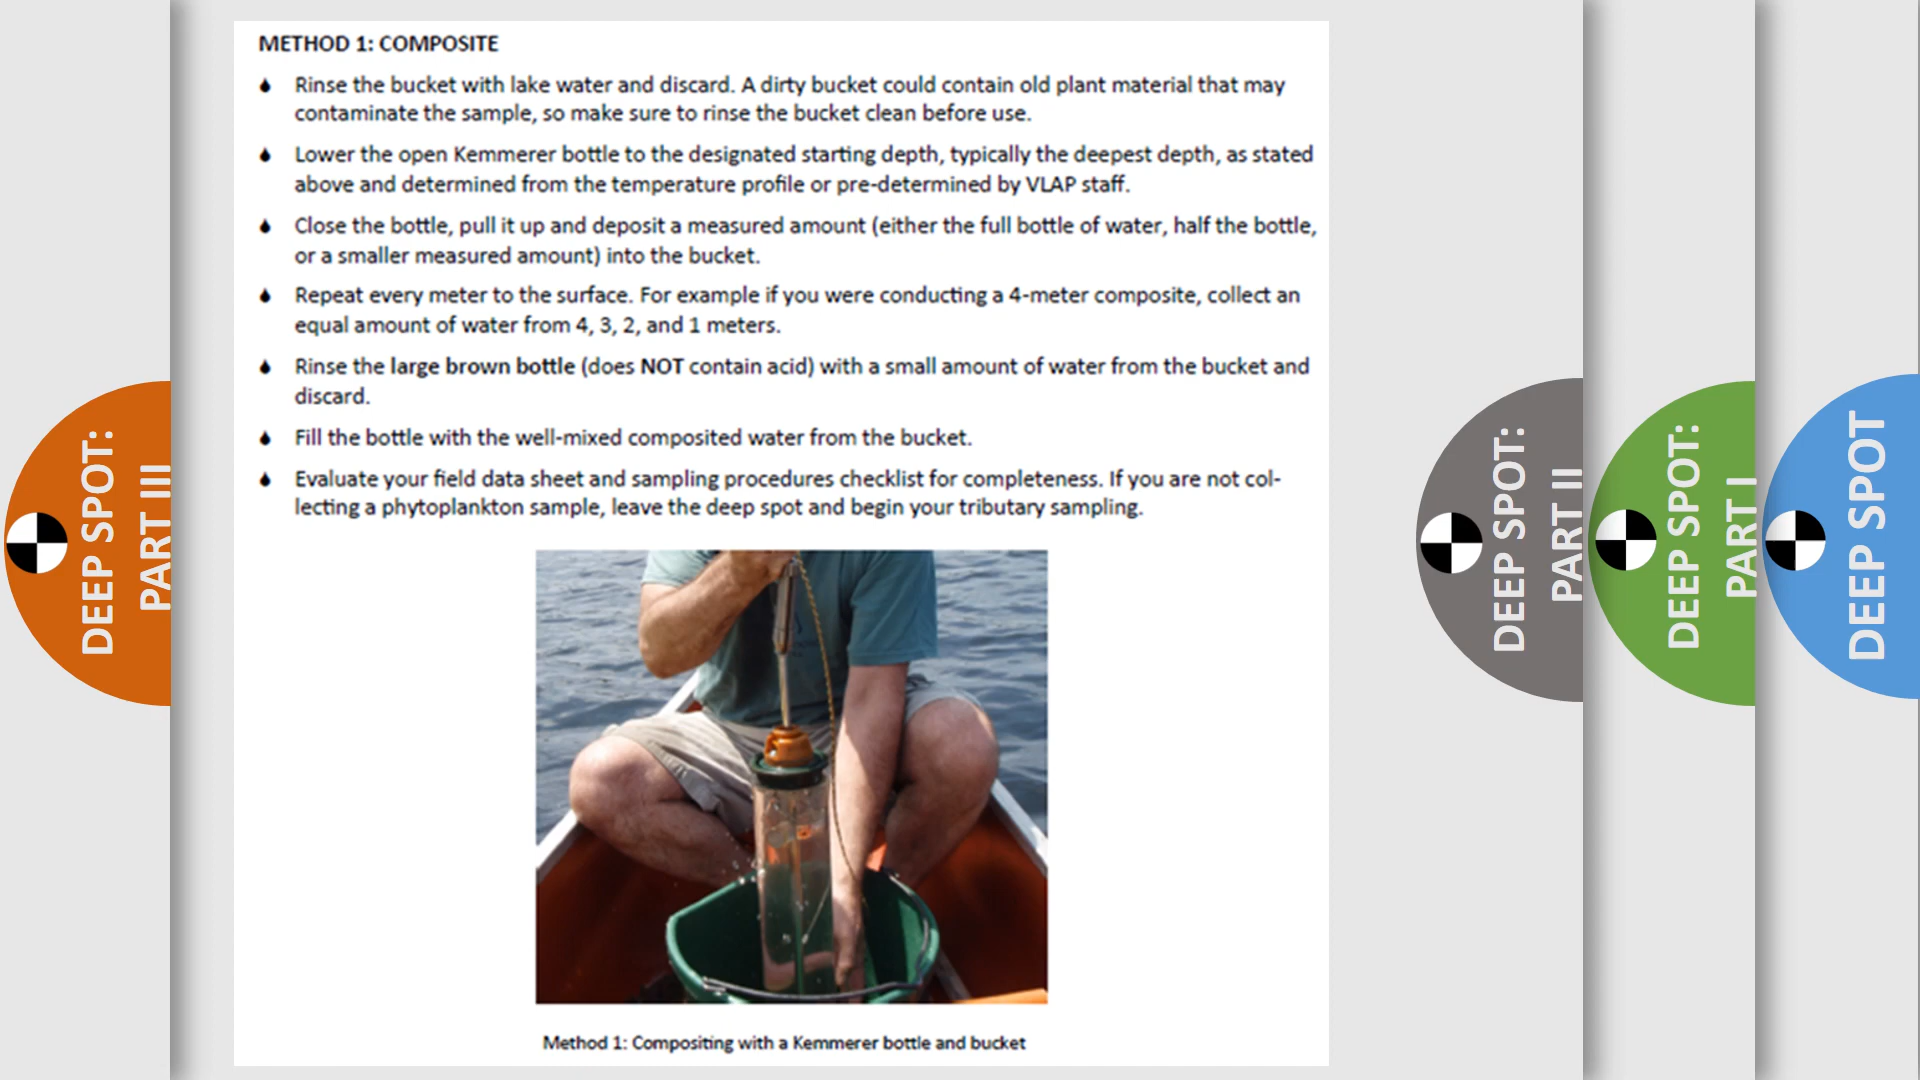 METHOD 1: COMPOSITE
Rinse the bucket with lake water and discard. A dirty bucket could contain old plant material that may
contaminate the sample, so make sure to rinse the bucket clean before use.
Lower the open Kemmerer bottle to the designated starting depth, typically the deepest depth, as stated
above and determined from the temperature profile or pre-determined by VLAP staff.
Close the bottle, pull it up and deposit a measured amount (either the full bottle of water, half the bottle,
or a smaller measured amount) into the bucket.
Repeat every meter to the surface. For example if you were conducting a 4-meter composite, collect an
equal amount of water from 4, 3, 2, and 1 meters.
Rinse the large brown bottle (does NOT contain acid) with a small amount of water from the bucket and
discard.
Fill the bottle with the well-mixed composited water from the bucket.
Evaluate your field data sheet and sampling procedures checklist for completeness. If you are not col-
lecting a phytoplankton sample, leave the deep spot and begin your tributary sampling.
Method 1: Compositing with a Kemmerer bottle and bucket
DEEP SPOT:
PART III
DEEP SPOT:
PART II
DEEP SPOT:
PART I
DEEP SPOT